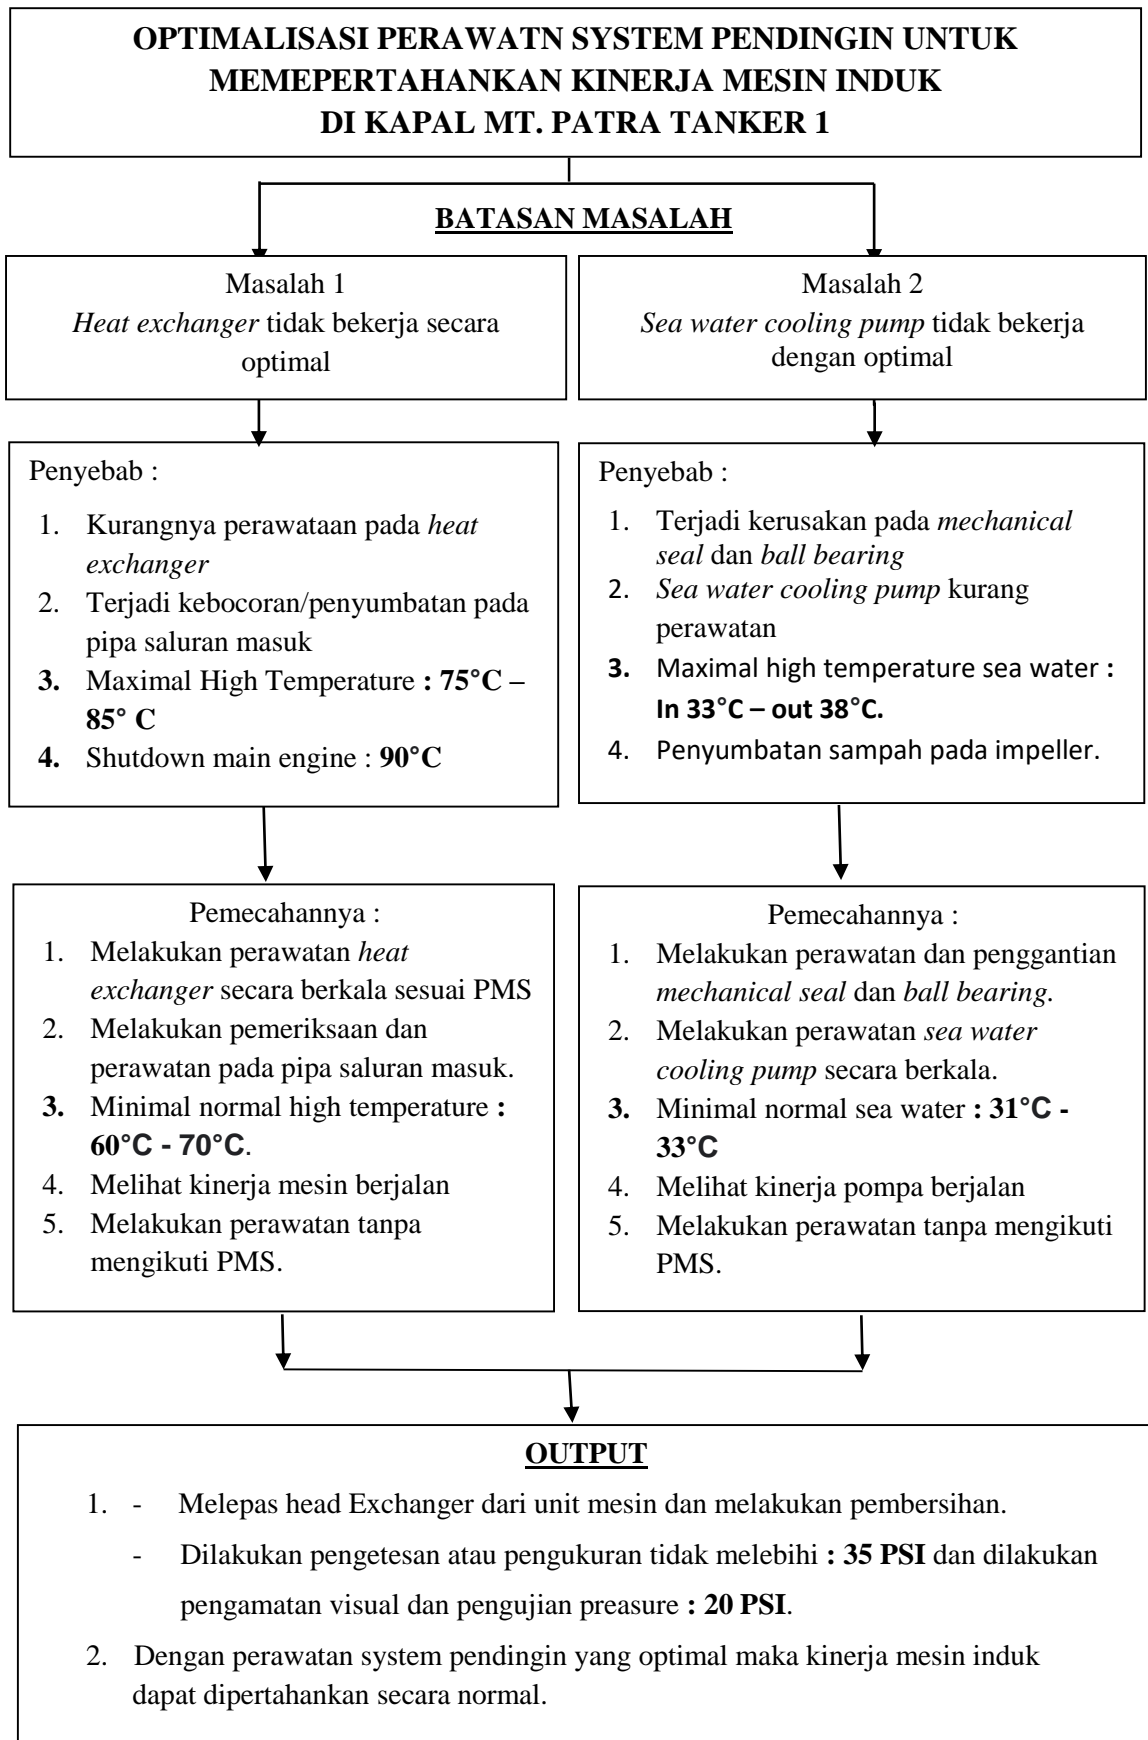 OPTIMALISASI PERAWATN SYSTEM PENDINGIN UNTUK
MEMEPERTAHANKAN KINERJA MESIN INDUK
DI KAPAL MT. PATRA TANKER 1
BATASAN MASALAH
Masalah 1
Heat exchanger tidak bekerja secara
optimal
Masalah 2
Sea water cooling pump tidak bekerja
dengan optimal
Penyebab :
1. Kurangnya perawataan pada heat
exchanger
2. Terjadi kebocoran/penyumbatan pada
pipa saluran masuk
3. Maximal High Temperature : 75°C –
85° C
4. Shutdown main engine : 90°C
Penyebab :
1. Terjadi kerusakan pada mechanical
seal dan ball bearing
2. Sea water cooling pump kurang
perawatan
3. Maximal high temperature sea water :
In 33°C – out 38°C.
4. Penyumbatan sampah pada impeller.
Pemecahannya :
1. Melakukan perawatan heat
exchanger secara berkala sesuai PMS
2. Melakukan pemeriksaan dan
perawatan pada pipa saluran masuk.
3. Minimal normal high temperature :
60°C - 70°C.
4. Melihat kinerja mesin berjalan
5. Melakukan perawatan tanpa
mengikuti PMS.
Pemecahannya :
1. Melakukan perawatan dan penggantian
mechanical seal dan ball bearing.
2. Melakukan perawatan sea water
cooling pump secara berkala.
3. Minimal normal sea water : 31°C -
33°C
4. Melihat kinerja pompa berjalan
5. Melakukan perawatan tanpa mengikuti
PMS.
OUTPUT
1. - Melepas head Exchanger dari unit mesin dan melakukan pembersihan.
- Dilakukan pengetesan atau pengukuran tidak melebihi : 35 PSI dan dilakukan
pengamatan visual dan pengujian preasure : 20 PSI.
2. Dengan perawatan system pendingin yang optimal maka kinerja mesin induk
dapat dipertahankan secara normal.